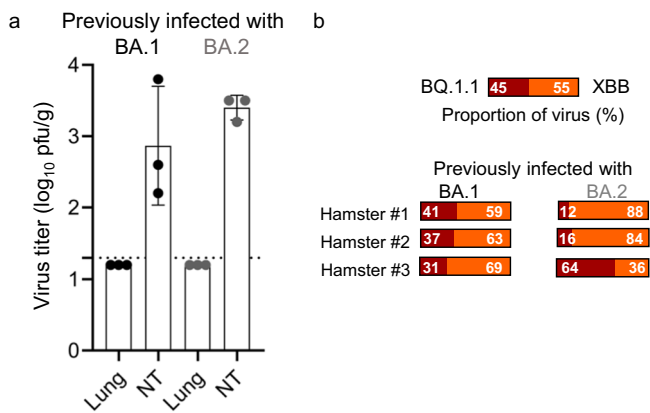 a
Previously infected with
BA.1 BA.2
Virus titer (log10 pfu/g)
4
3
2
1
0
Lung NT Lung NT
b
BQ.1.1 45 55 XBB
Proportion of virus (%)
Previously infected with
BA.1 BA.2
Hamster #1 41 59 12 88
Hamster #2 37 63 16 84
Hamster #3 31 69 64 36